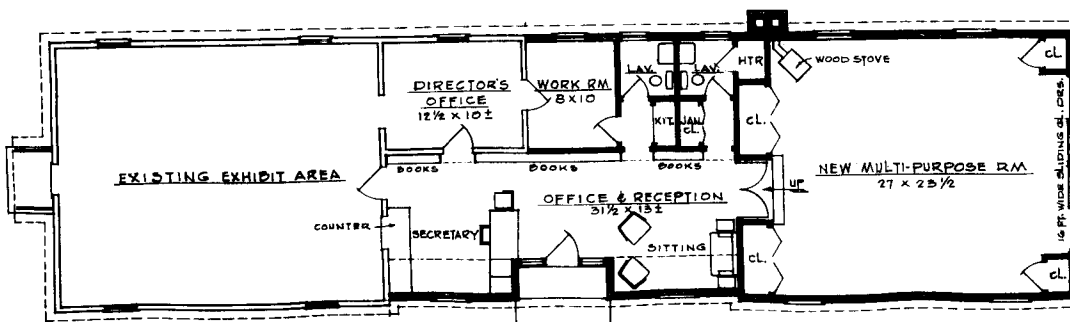 EXISTING EXHIBIT AREA
DIRECTOR'S
OFFICE
12½ x 10±
WORK RM
8 x 10
LAV.
LAV.
HTR
KIT.
JAN.
CL.
CL.
WOOD STOVE
CL.
BOOKS
BOOKS
BOOKS
OFFICE & RECEPTION
31½ x 13±
UP
NEW MULTI-PURPOSE RM
27 x 23½
16 FT. WIDE SLIDING GL. DRS.
COUNTER
SECRETARY
SITTING
CL.
CL.